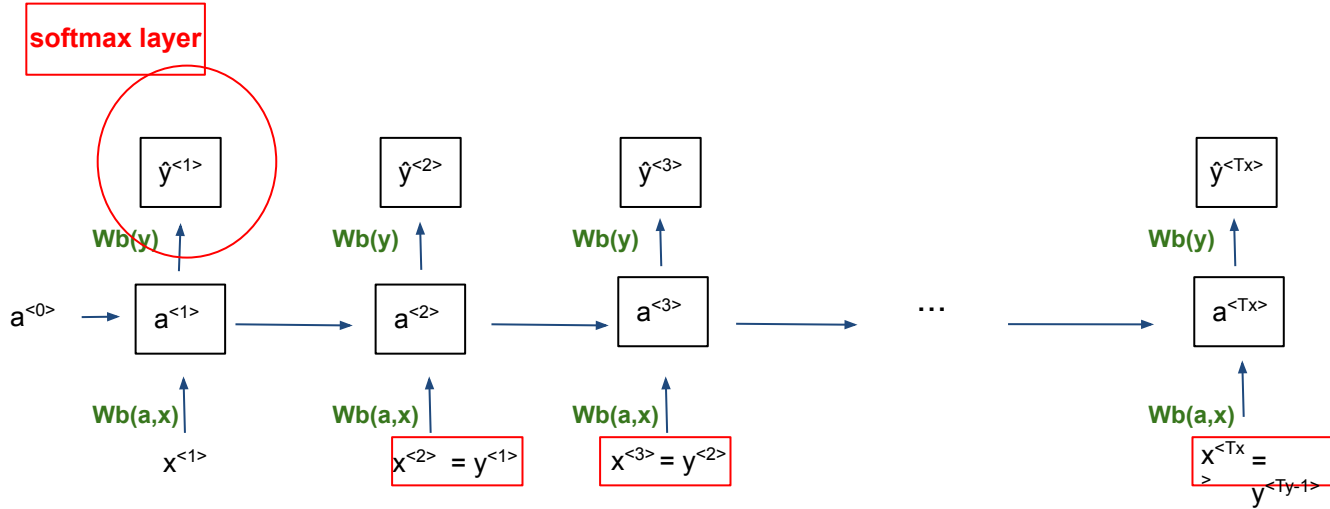 softmax layer
ŷ<1> ŷ<2> ŷ<3> ŷ<Tx>
Wb(y) Wb(y) Wb(y) Wb(y)
a<0> a<1> a<2> a<3> ... a<Tx>
Wb(a,x) Wb(a,x) Wb(a,x) Wb(a,x)
x<1> x<2> = y<1> x<3> = y<2> x<Tx> =
y<Ty-1>